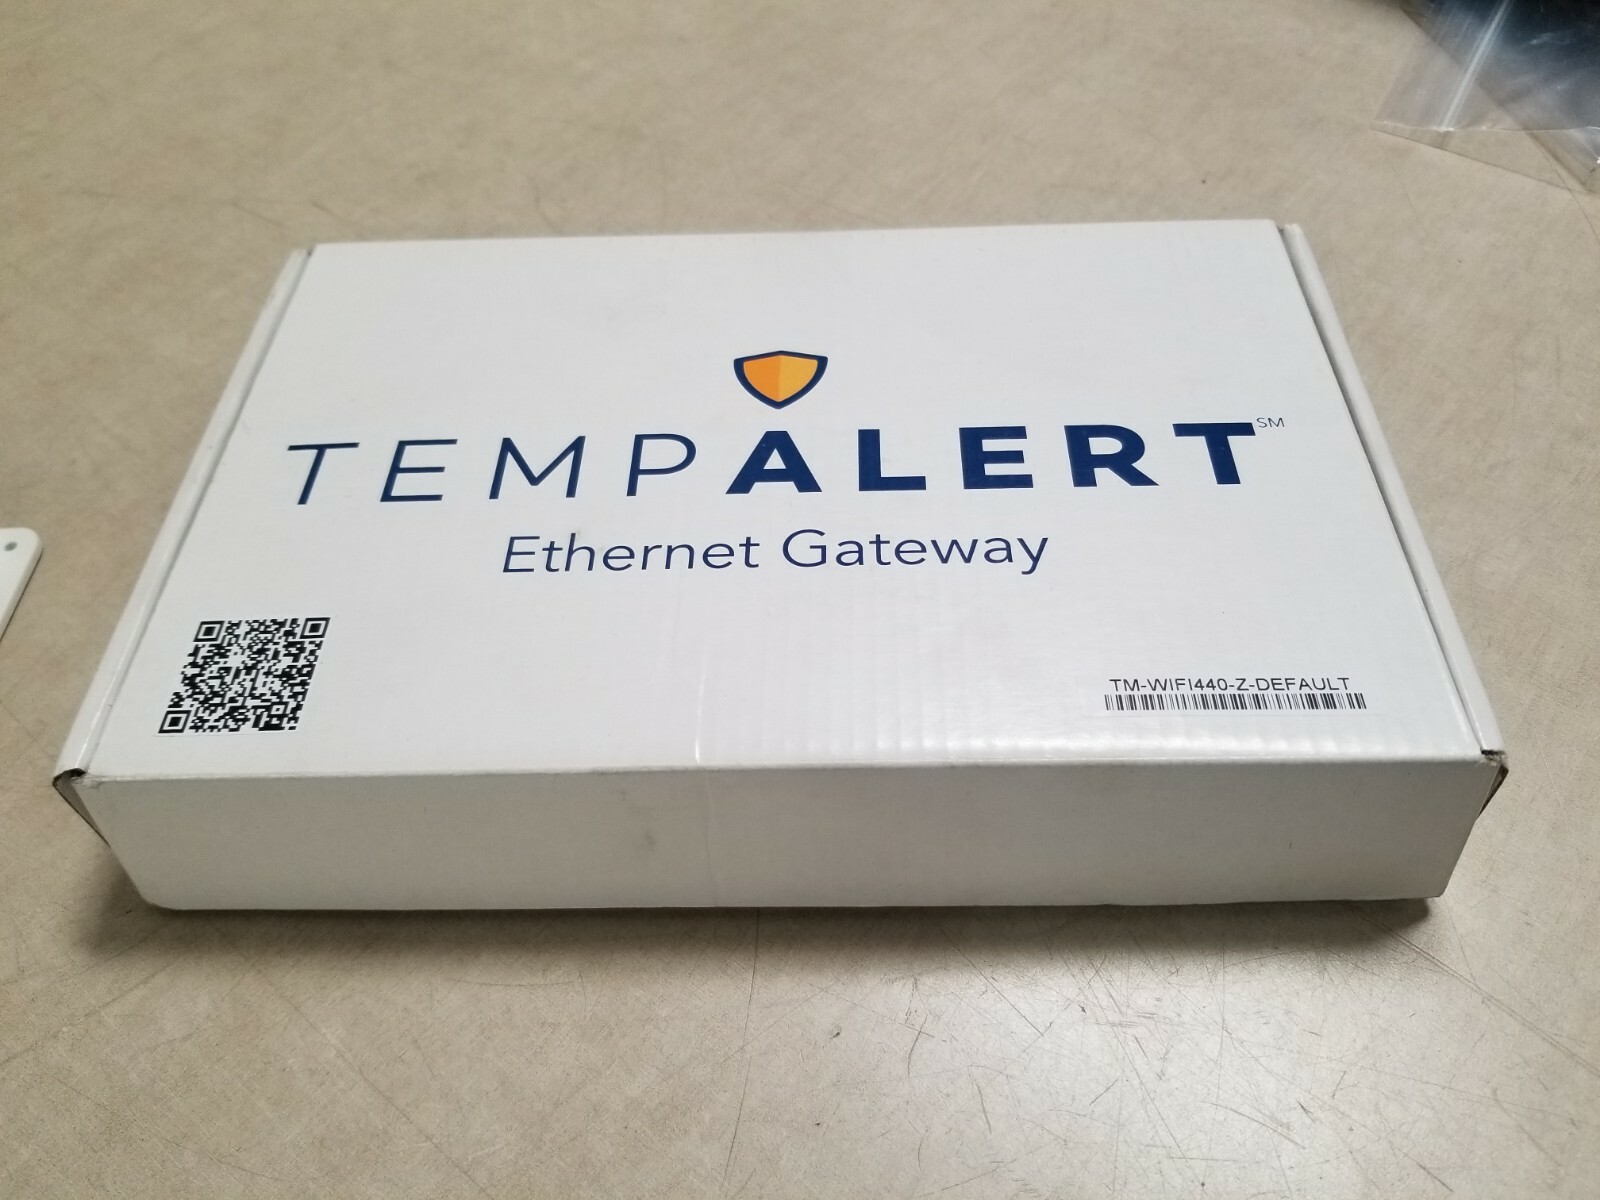 TEMPALERT℠
Ethernet Gateway
TM-WIFI440-Z-DEFAULT